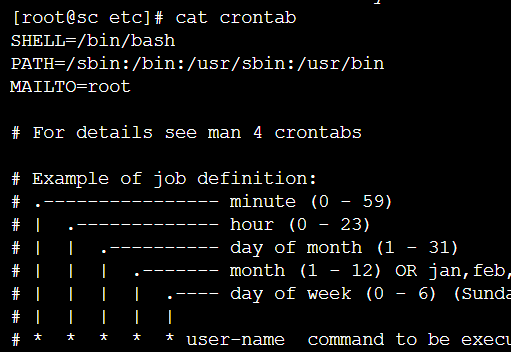 [root@sc etc]# cat crontab
SHELL=/bin/bash
PATH=/sbin:/bin:/usr/sbin:/usr/bin
MAILTO=root
# For details see man 4 crontabs
# Example of job definition:
# .---------------- minute (0 - 59)
# |  .------------- hour (0 - 23)
# |  |  .---------- day of month (1 - 31)
# |  |  |  .------- month (1 - 12) OR jan,feb,
# |  |  |  |  .---- day of week (0 - 6) (Sunda
# |  |  |  |  |
# *  *  *  *  * user-name  command to be execu